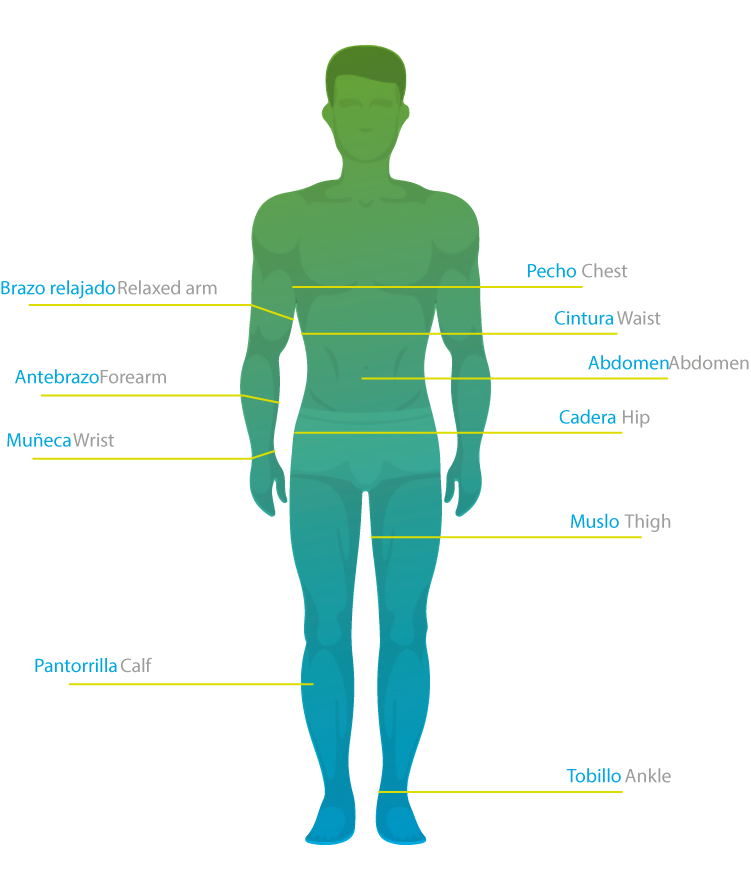 Pecho Chest
Brazo relajado Relaxed arm
Cintura Waist
Abdomen Abdomen
Antebrazo Forearm
Cadera Hip
Muñeca Wrist
Muslo Thigh
Pantorrilla Calf
Tobillo Ankle